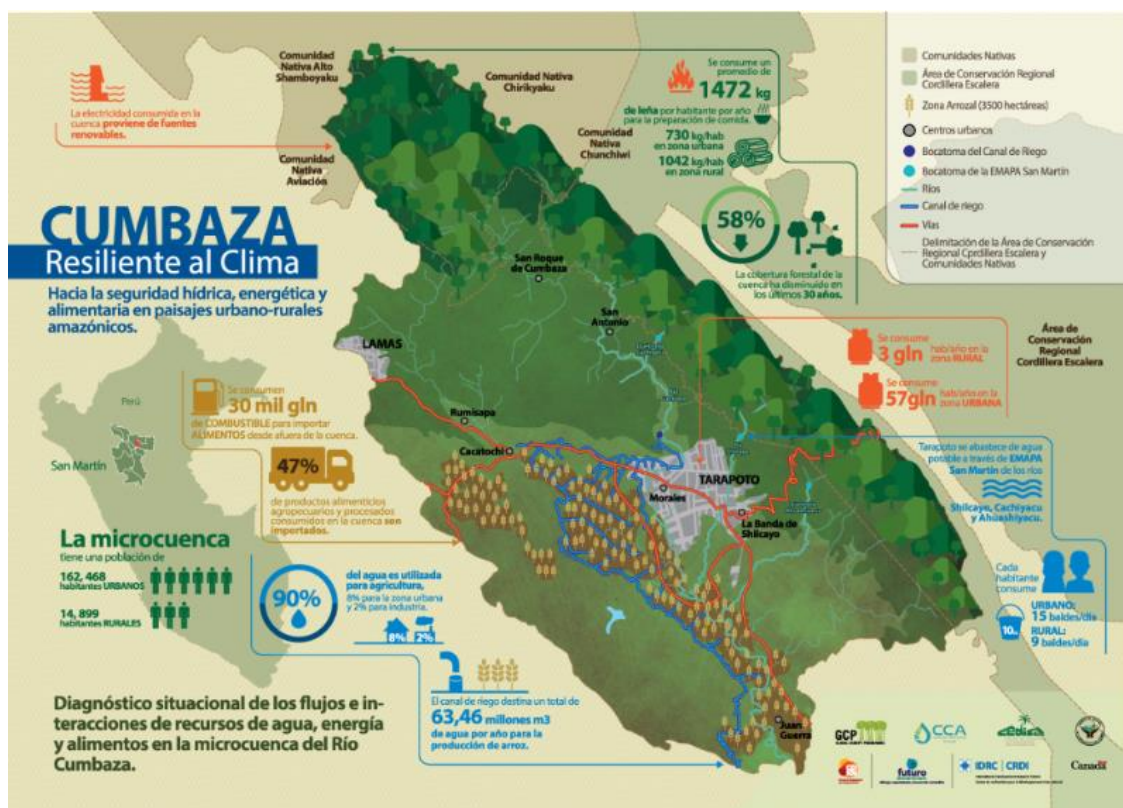 Comunidad
Nativa Alto
Shamboyaku
Comunidad Nativa
Chirikyaku
Comunidad
Nativa
Chunchiwi
Comunidad
Nativa
Aviación
La electricidad consumida en la
cuenca proviene de fuentes
renovables.
Se consume un
promedio de
1472 kg
de leña por habitante por año
para la preparación de comida.
730 kg/hab
en zona urbana
1042 kg/hab
en zona rural
58%
La cobertura forestal de la
cuenca ha disminuido en
los últimos 30 años.
Comunidades Nativas
Área de Conservación Regional
Cordillera Escalera
Zona Arrozal (3500 hectáreas)
Centros urbanos
Bocatoma del Canal de Riego
Bocatoma de la EMAPA San Martín
Ríos
Canal de riego
Vías
Delimitación de la Área de Conservación
Regional Cprdillera Escalera y
Comunidades Nativas
CUMBAZA
Resiliente al Clima
Hacia la seguridad hídrica, energética y
alimentaria en paisajes urbano-rurales
amazónicos.
San Roque
de Cumbaza
San
Antonio
LAMAS
Rumisapa
Cacatochi
Morales
TARAPOTO
La Banda de
Shilcayo
Juan
Guerra
Área de
Conservación
Regional
Cordillera Escalera
Se consume
3 gln hab/año en la
zona RURAL
Se consume
57gln hab/año en la
zona URBANA
Perú
San Martín
Se consumen
30 mil gln
de COMBUSTIBLE para importar
ALIMENTOS desde afuera de la cuenca.
47%
de productos alimenticios
agropecuarios y procesados
consumidos en la cuenca son
importados.
Tarapoto se abastece de agua
potable a través de EMAPA
San Martín de los ríos
Shilcayo, Cachiyacu
y Ahuashiyacu.
La microcuenca
tiene una población de
162, 468
habitantes URBANOS
14, 899
habitantes RURALES
90%
del agua es utilizada
para agricultura,
8% para la zona urbana
y 2% para industria.
8% 2%
Cada
habitante
consume
URBANO:
15 baldes/día
RURAL:
9 baldes/día
El canal de riego destina un total de
63,46 millones m3
de agua por año para la
producción de arroz.
Diagnóstico situacional de los flujos e in-
teracciones de recursos de agua, energía
y alimentos en la microcuenca del Río
Cumbaza.
GCP
CCA
cedisa
futuro
IDRC CRDI
Canada